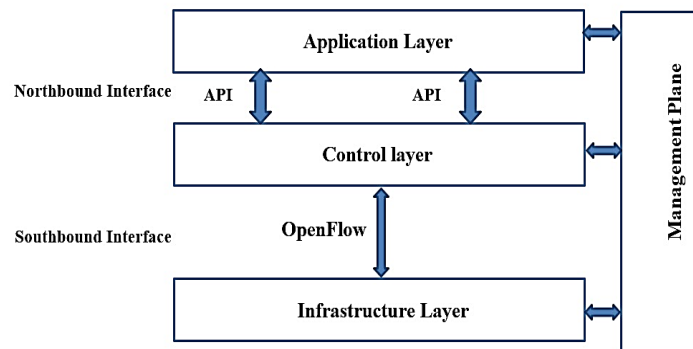 Application Layer
Northbound Interface
API
API
Control layer
Southbound Interface
OpenFlow
Infrastructure Layer
Management Plane